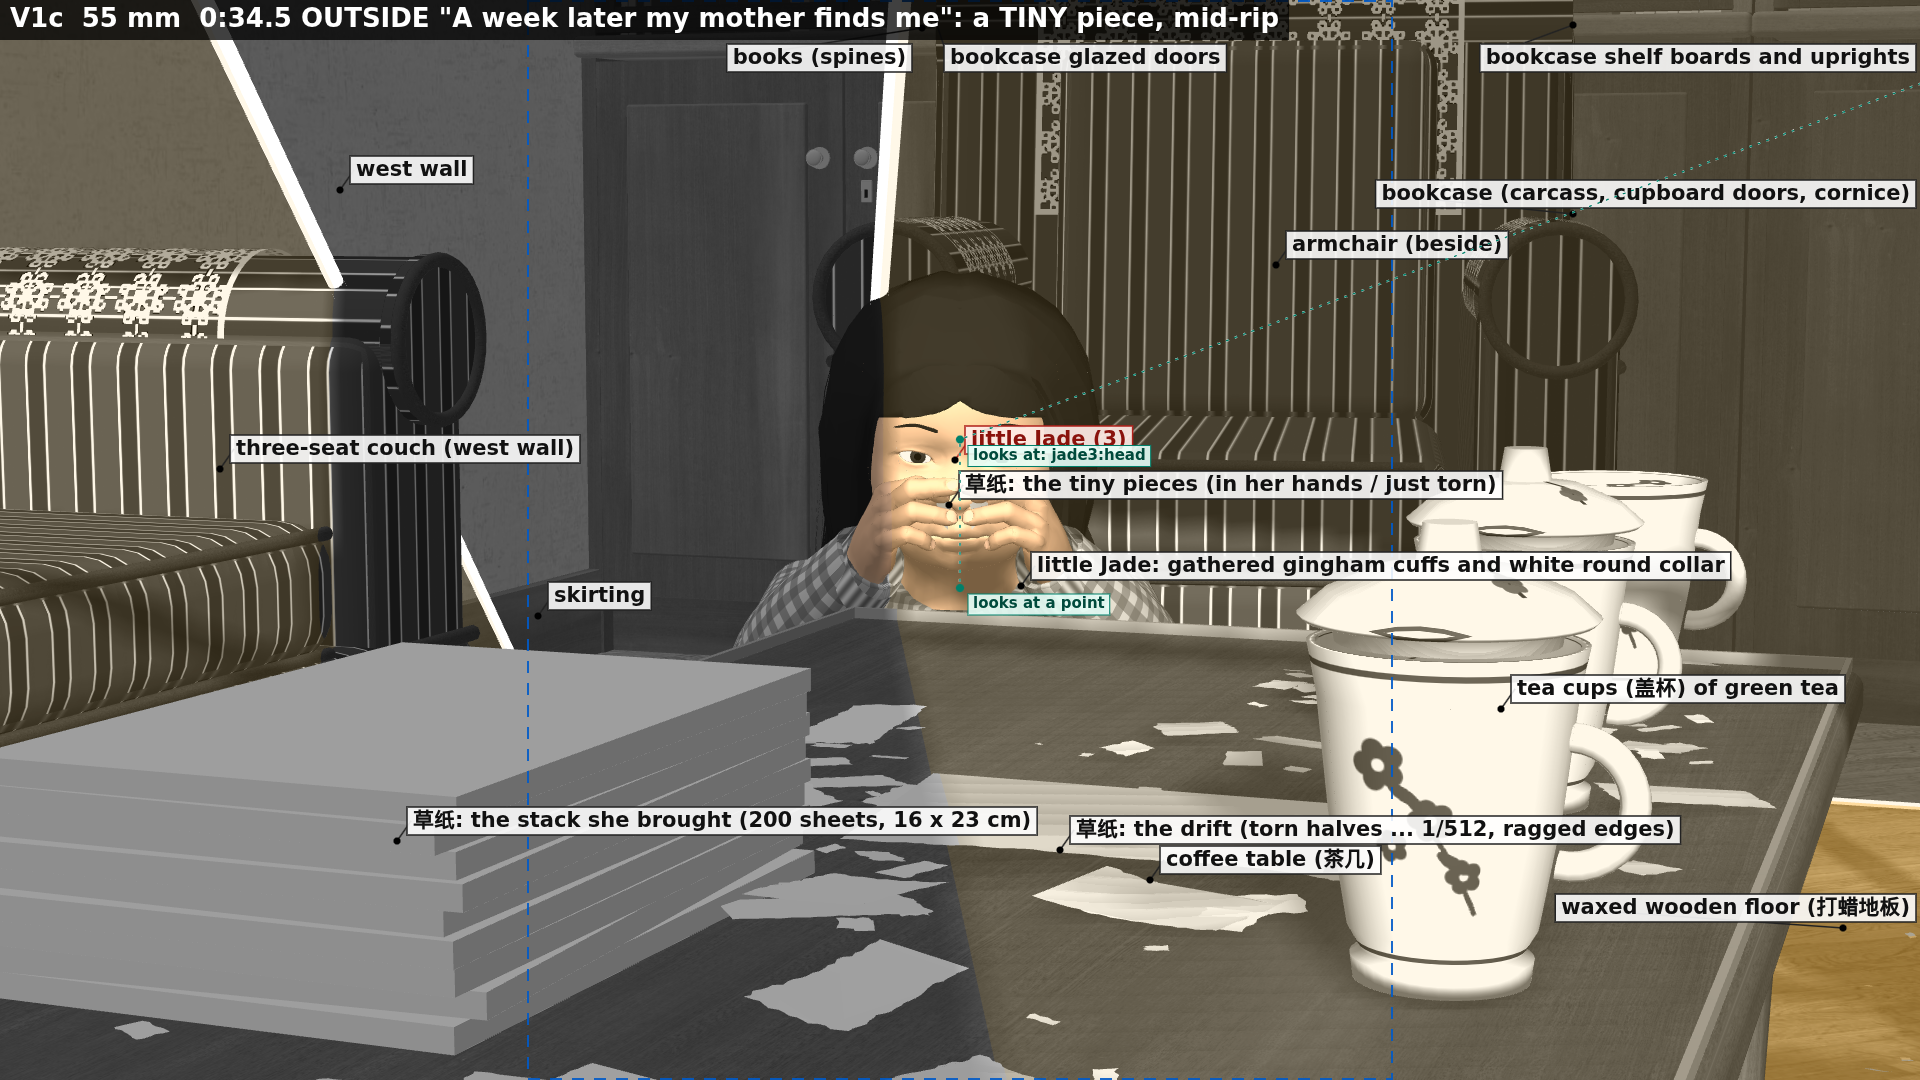 V1c 55 mm 0:34.5 OUTSIDE "A week later my mother finds me": a TINY piece, mid-rip
books (spines)
bookcase glazed doors
bookcase shelf boards and uprights
west wall
bookcase (carcass, cupboard doors, cornice)
armchair (beside)
three-seat couch (west wall)
little Jade (3)
looks at: jade3:head
草纸: the tiny pieces (in her hands / just torn)
little Jade: gathered gingham cuffs and white round collar
skirting
looks at a point
tea cups (盖杯) of green tea
草纸: the stack she brought (200 sheets, 16 x 23 cm)
草纸: the drift (torn halves ... 1/512, ragged edges)
coffee table (茶几)
waxed wooden floor (打蜡地板)